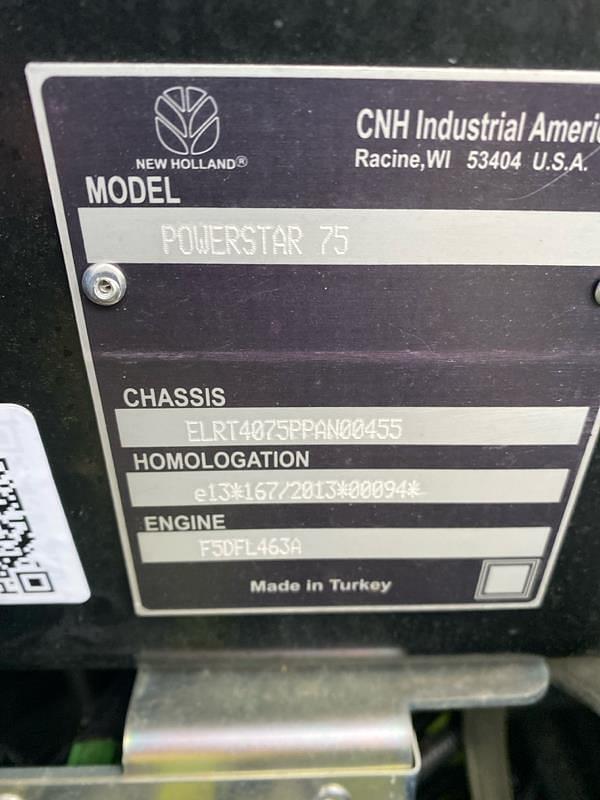 NEW HOLLAND®
CNH Industrial Americ
Racine,WI 53404 U.S.A.
MODEL
POWERSTAR 75
CHASSIS
ELRT4075PPAN00455
HOMOLOGATION
e13*167/2013*00094*
ENGINE
F5DFL463A
Made in Turkey